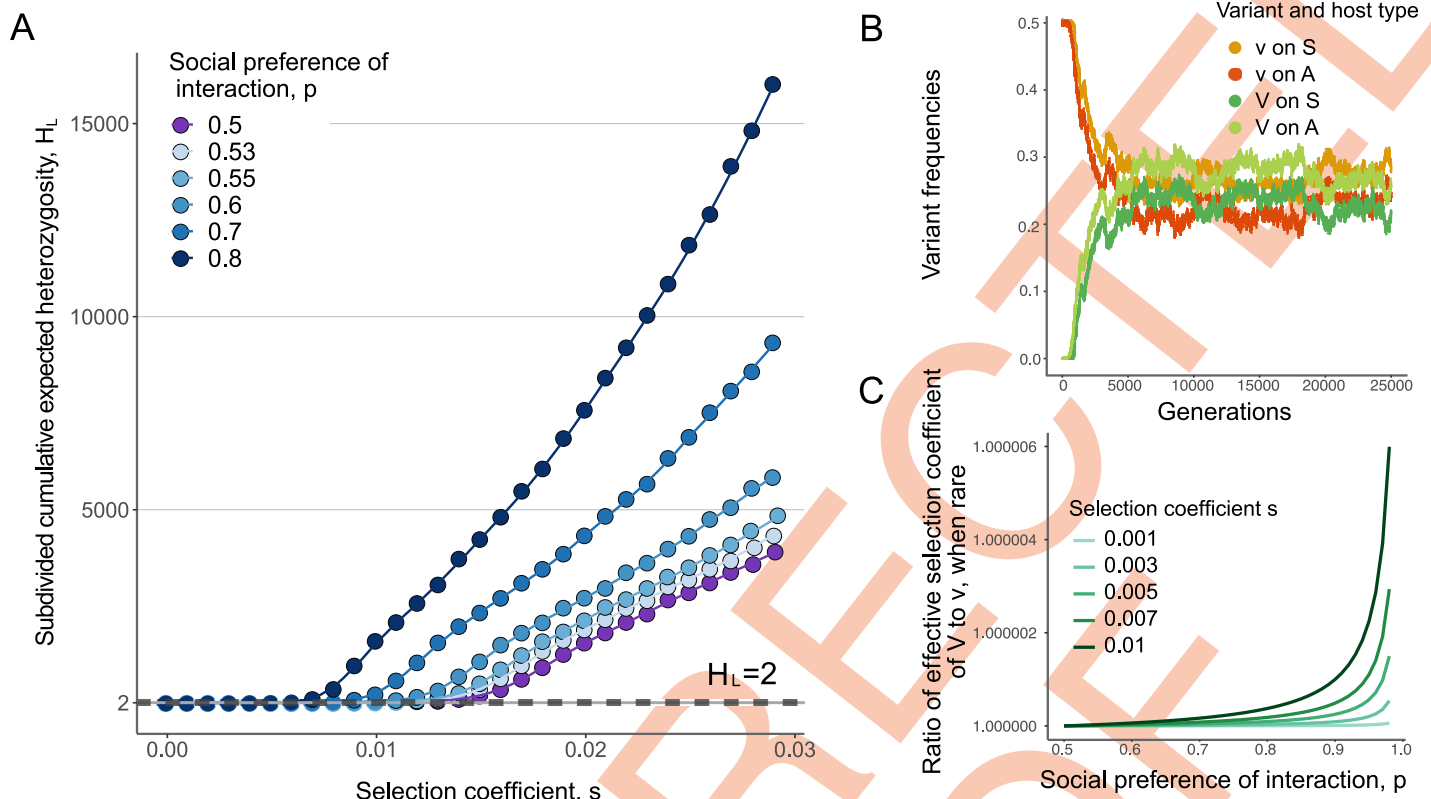 A
Social preference of
interaction, p
0.5
0.53
0.55
0.6
0.7
0.8
Subdivided cumulative expected heterozygosity, HL
15000
10000
5000
2
HL=2
0.00
0.01
0.02
0.03
Selection coefficient, s
B
Variant and host type
v on S
v on A
V on S
V on A
Variant frequencies
0.5
0.4
0.3
0.2
0.1
0.0
0
5000
10000
15000
20000
25000
Generations
C
Ratio of effective selection coefficient
of V to v, when rare
1.000006
1.000004
1.000002
1.000000
Selection coefficient s
0.001
0.003
0.005
0.007
0.01
0.5
0.6
0.7
0.8
0.9
1.0
Social preference of interaction, p